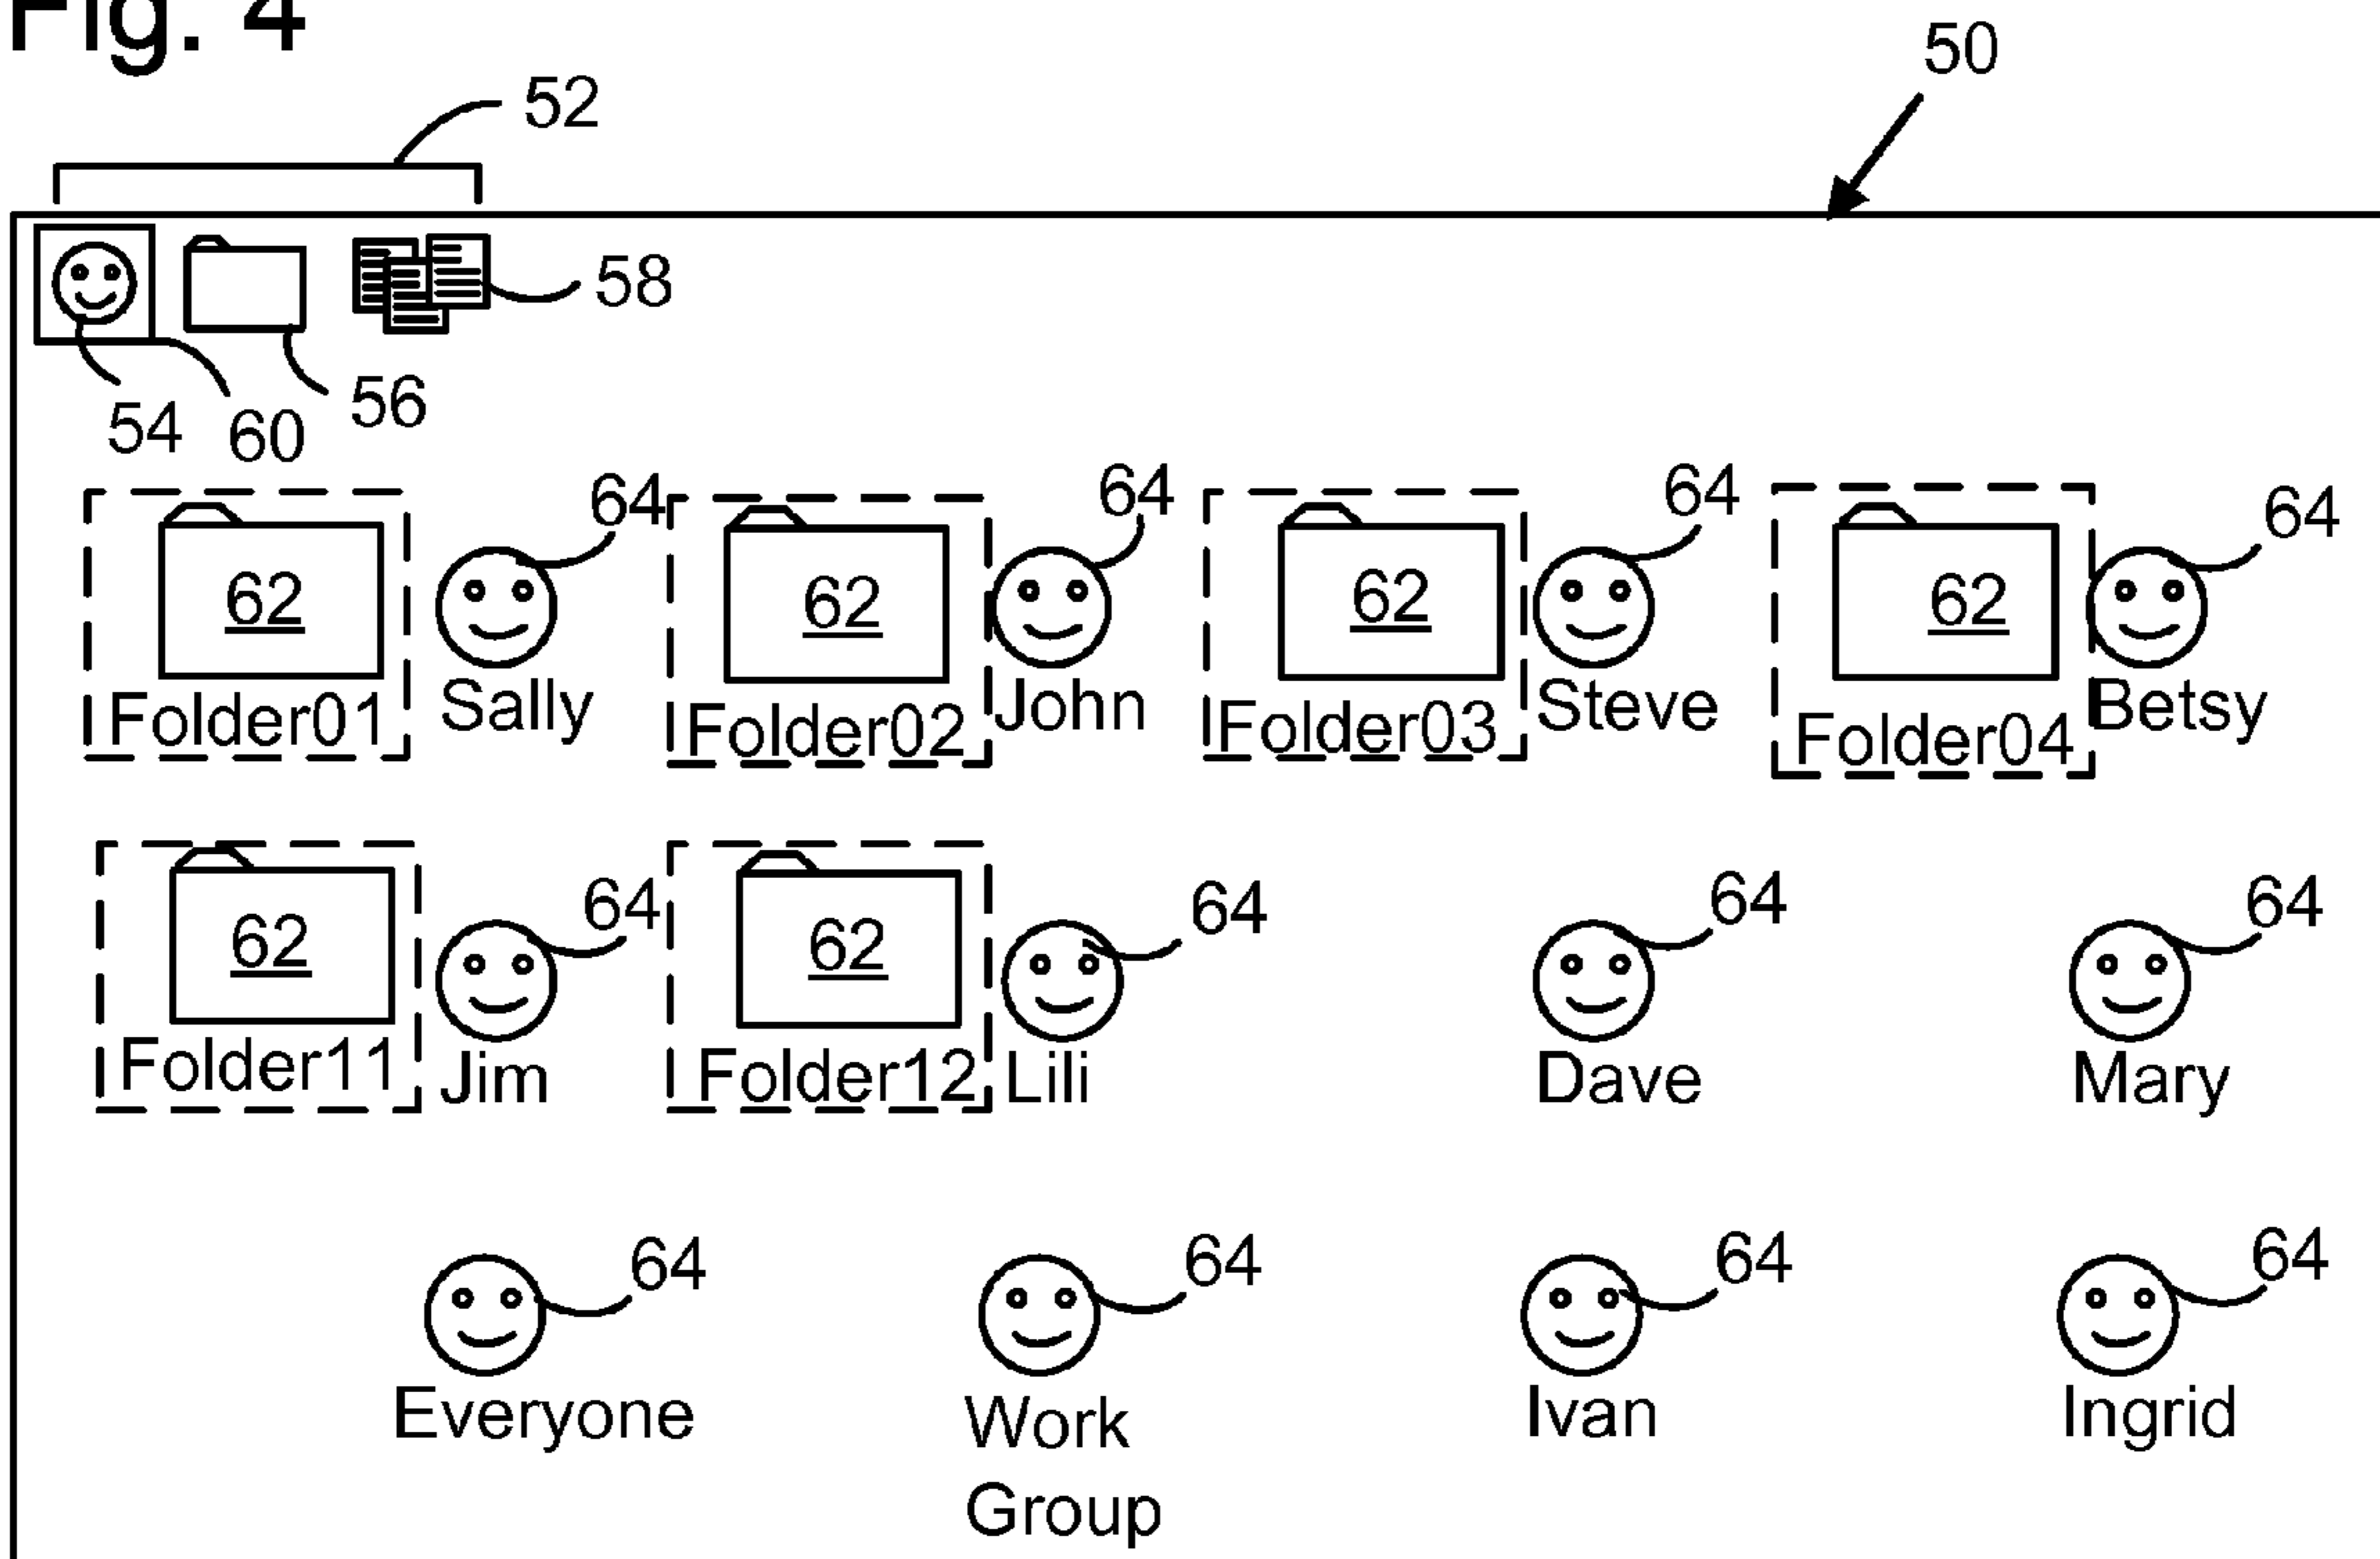 Fig. 4
50
52
58
54 60 56
64 64 64 64
62 62 62 62
Folder01 Sally Folder02 John Folder03 Steve Folder04 Betsy
64 64 64 64
62 62
Folder11 Jim Folder12 Lili Dave Mary
64 64 64 64
Everyone Work Ivan Ingrid
Group